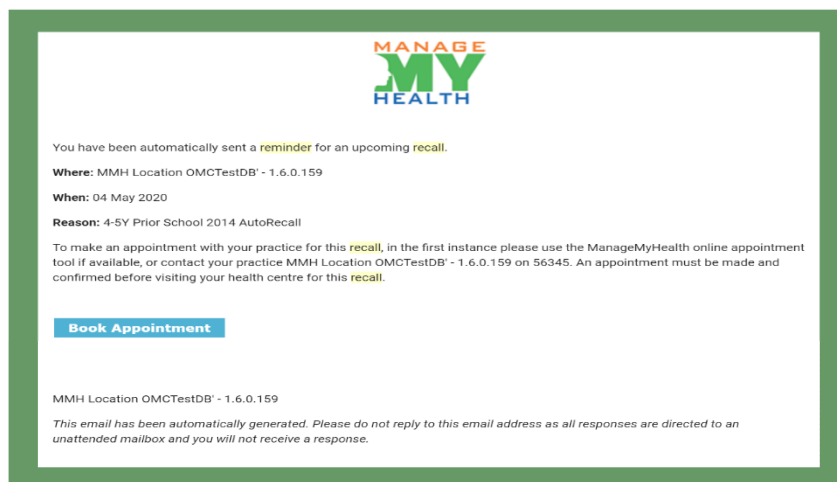 MANAGE
MY
HEALTH
You have been automatically sent a reminder for an upcoming recall.
Where: MMH Location OMCTestDB' - 1.6.0.159
When: 04 May 2020
Reason: 4-5Y Prior School 2014 AutoRecall
To make an appointment with your practice for this recall, in the first instance please use the ManageMyHealth online appointment
tool if available, or contact your practice MMH Location OMCTestDB' - 1.6.0.159 on 56345. An appointment must be made and
confirmed before visiting your health centre for this recall.
Book Appointment
MMH Location OMCTestDB' - 1.6.0.159
This email has been automatically generated. Please do not reply to this email address as all responses are directed to an
unattended mailbox and you will not receive a response.